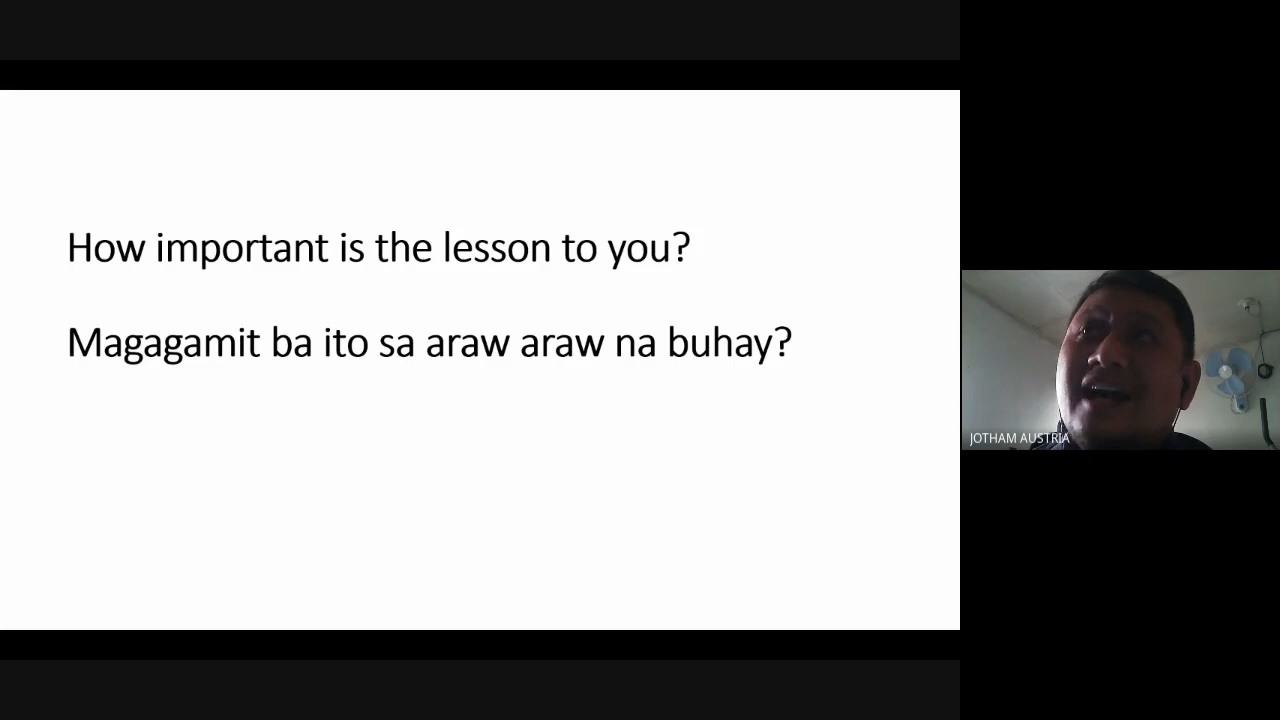 How important is the lesson to you?
Magagamit ba ito sa araw araw na buhay?
JOTHAM AUSTRIA